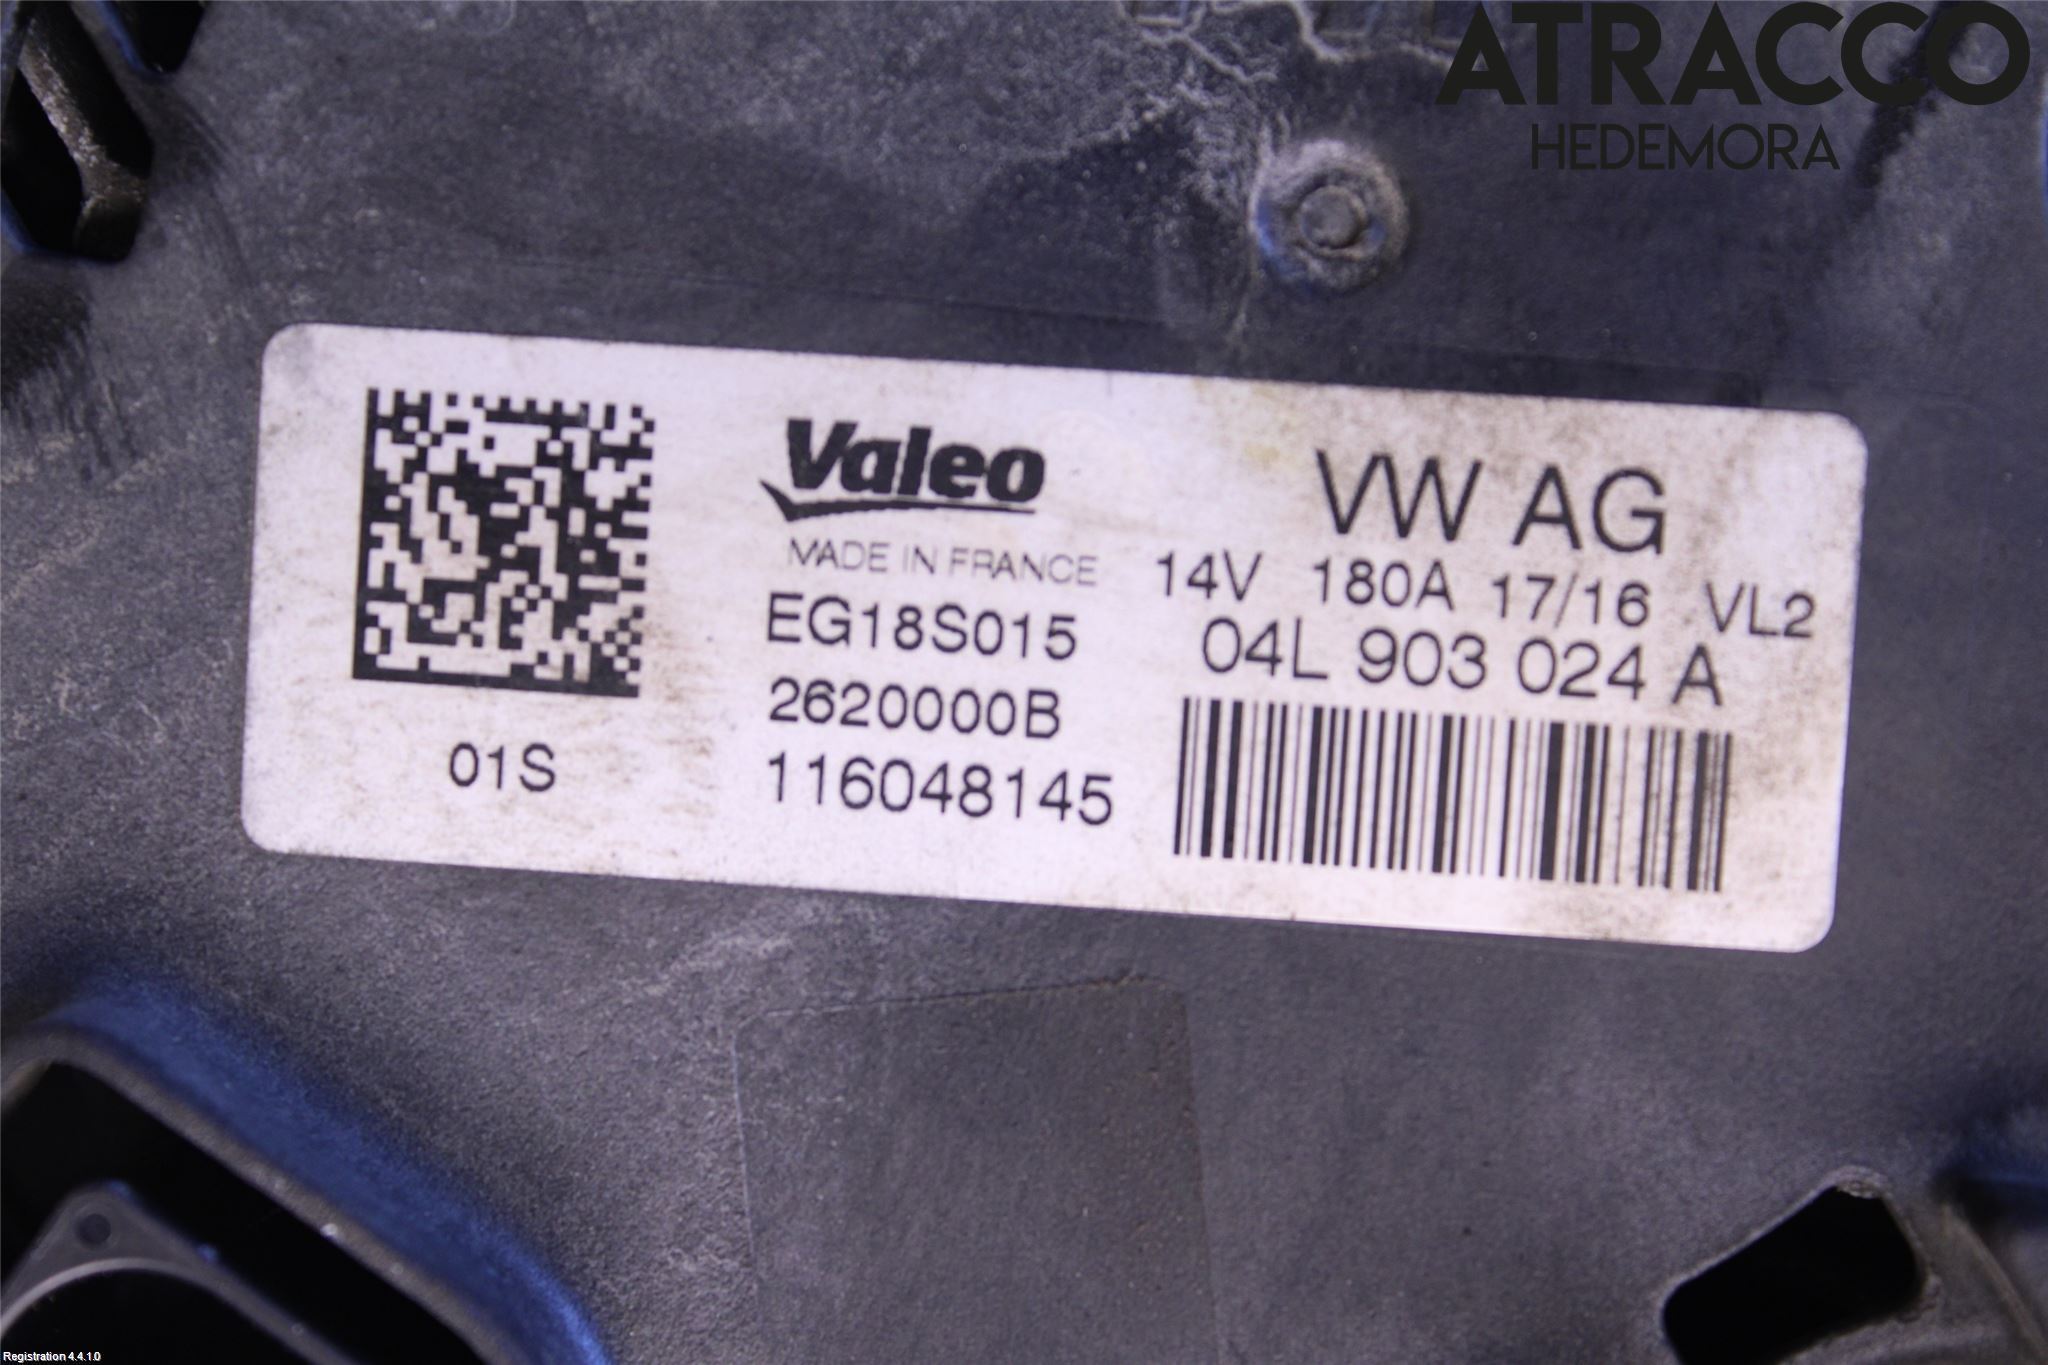 ATRACCO
HEDEMORA
Valeo
MADE IN FRANCE
EG18S015
2620000B
116048145
01S
VW AG
14V 180A 17/16 VL2
04L 903 024 A
Registration 4.4.1.0